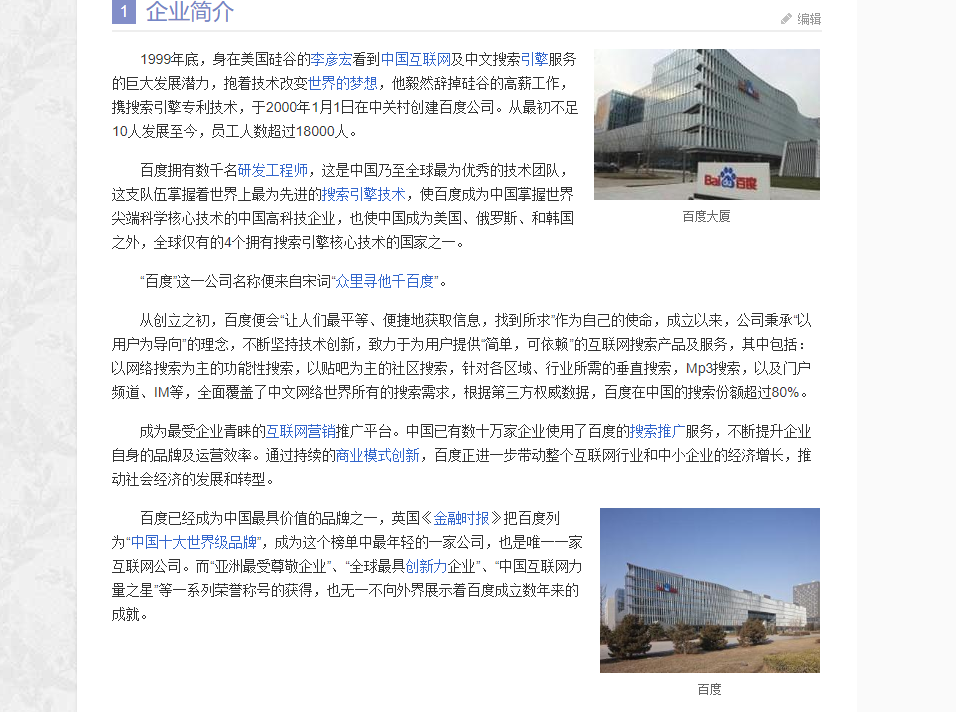 1 企业简介
编辑
1999年底，身在美国硅谷的李彦宏看到中国互联网及中文搜索引擎服务
的巨大发展潜力，抱着技术改变世界的梦想，他毅然辞掉硅谷的高薪工作，
携搜索引擎专利技术，于2000年1月1日在中关村创建百度公司。从最初不足
10人发展至今，员工人数超过18000人。
Bai百度
百度大厦
百度拥有数千名研发工程师，这是中国乃至全球最为优秀的技术团队，
这支队伍掌握着世界上最为先进的搜索引擎技术，使百度成为中国掌握世界
尖端科学核心技术的中国高科技企业，也使中国成为美国、俄罗斯、和韩国
之外，全球仅有的4个拥有搜索引擎核心技术的国家之一。
“百度”这一公司名称便来自宋词“众里寻他千百度”。
从创立之初，百度便会“让人们最平等、便捷地获取信息，找到所求”作为自己的使命，成立以来，公司秉承“以
用户为导向”的理念，不断坚持技术创新，致力于为用户提供“简单，可依赖”的互联网搜索产品及服务，其中包括：
以网络搜索为主的功能性搜索，以贴吧为主的社区搜索，针对各区域、行业所需的垂直搜索，Mp3搜索，以及门户
频道、IM等，全面覆盖了中文网络世界所有的搜索需求，根据第三方权威数据，百度在中国的搜索份额超过80%。
成为最受企业青睐的互联网营销推广平台。中国已有数十万家企业使用了百度的搜索推广服务，不断提升企业
自身的品牌及运营效率。通过持续的商业模式创新，百度正进一步带动整个互联网行业和中小企业的经济增长，推
动社会经济的发展和转型。
百度已经成为中国最具价值的品牌之一，英国《金融时报》把百度列
为“中国十大世界级品牌”，成为这个榜单中最年轻的一家公司，也是唯一一家
互联网公司。而“亚洲最受尊敬企业”、“全球最具创新力企业”、“中国互联网力
量之星”等一系列荣誉称号的获得，也无一不向外界展示着百度成立数年来的
成就。
百度